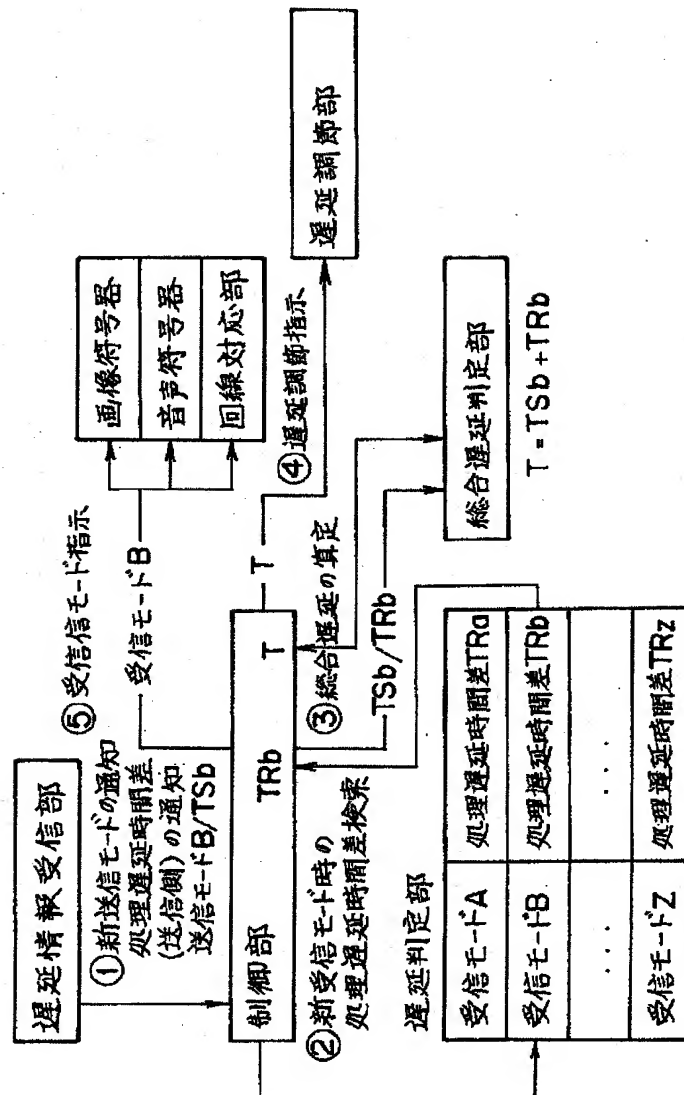 遅延情報受信部
①新送信モードの通知
処理遅延時間差
(送信側)の通知
送信モードB/TSb
⑤受信信モード指示
受信モードB
画像符号器
音声符号器
回線対応部
制御部
TRb
T
T
④遅延調節指示
遅延調節部
②新受信モード時の
処理遅延時間差検索
③総合遅延の算定
TSb/TRb
総合遅延判定部
T=TSb+TRb
遅延判定部
受信モードA
処理遅延時間差TRa
受信モードB
処理遅延時間差TRb
...
...
受信モードZ
処理遅延時間差TRz